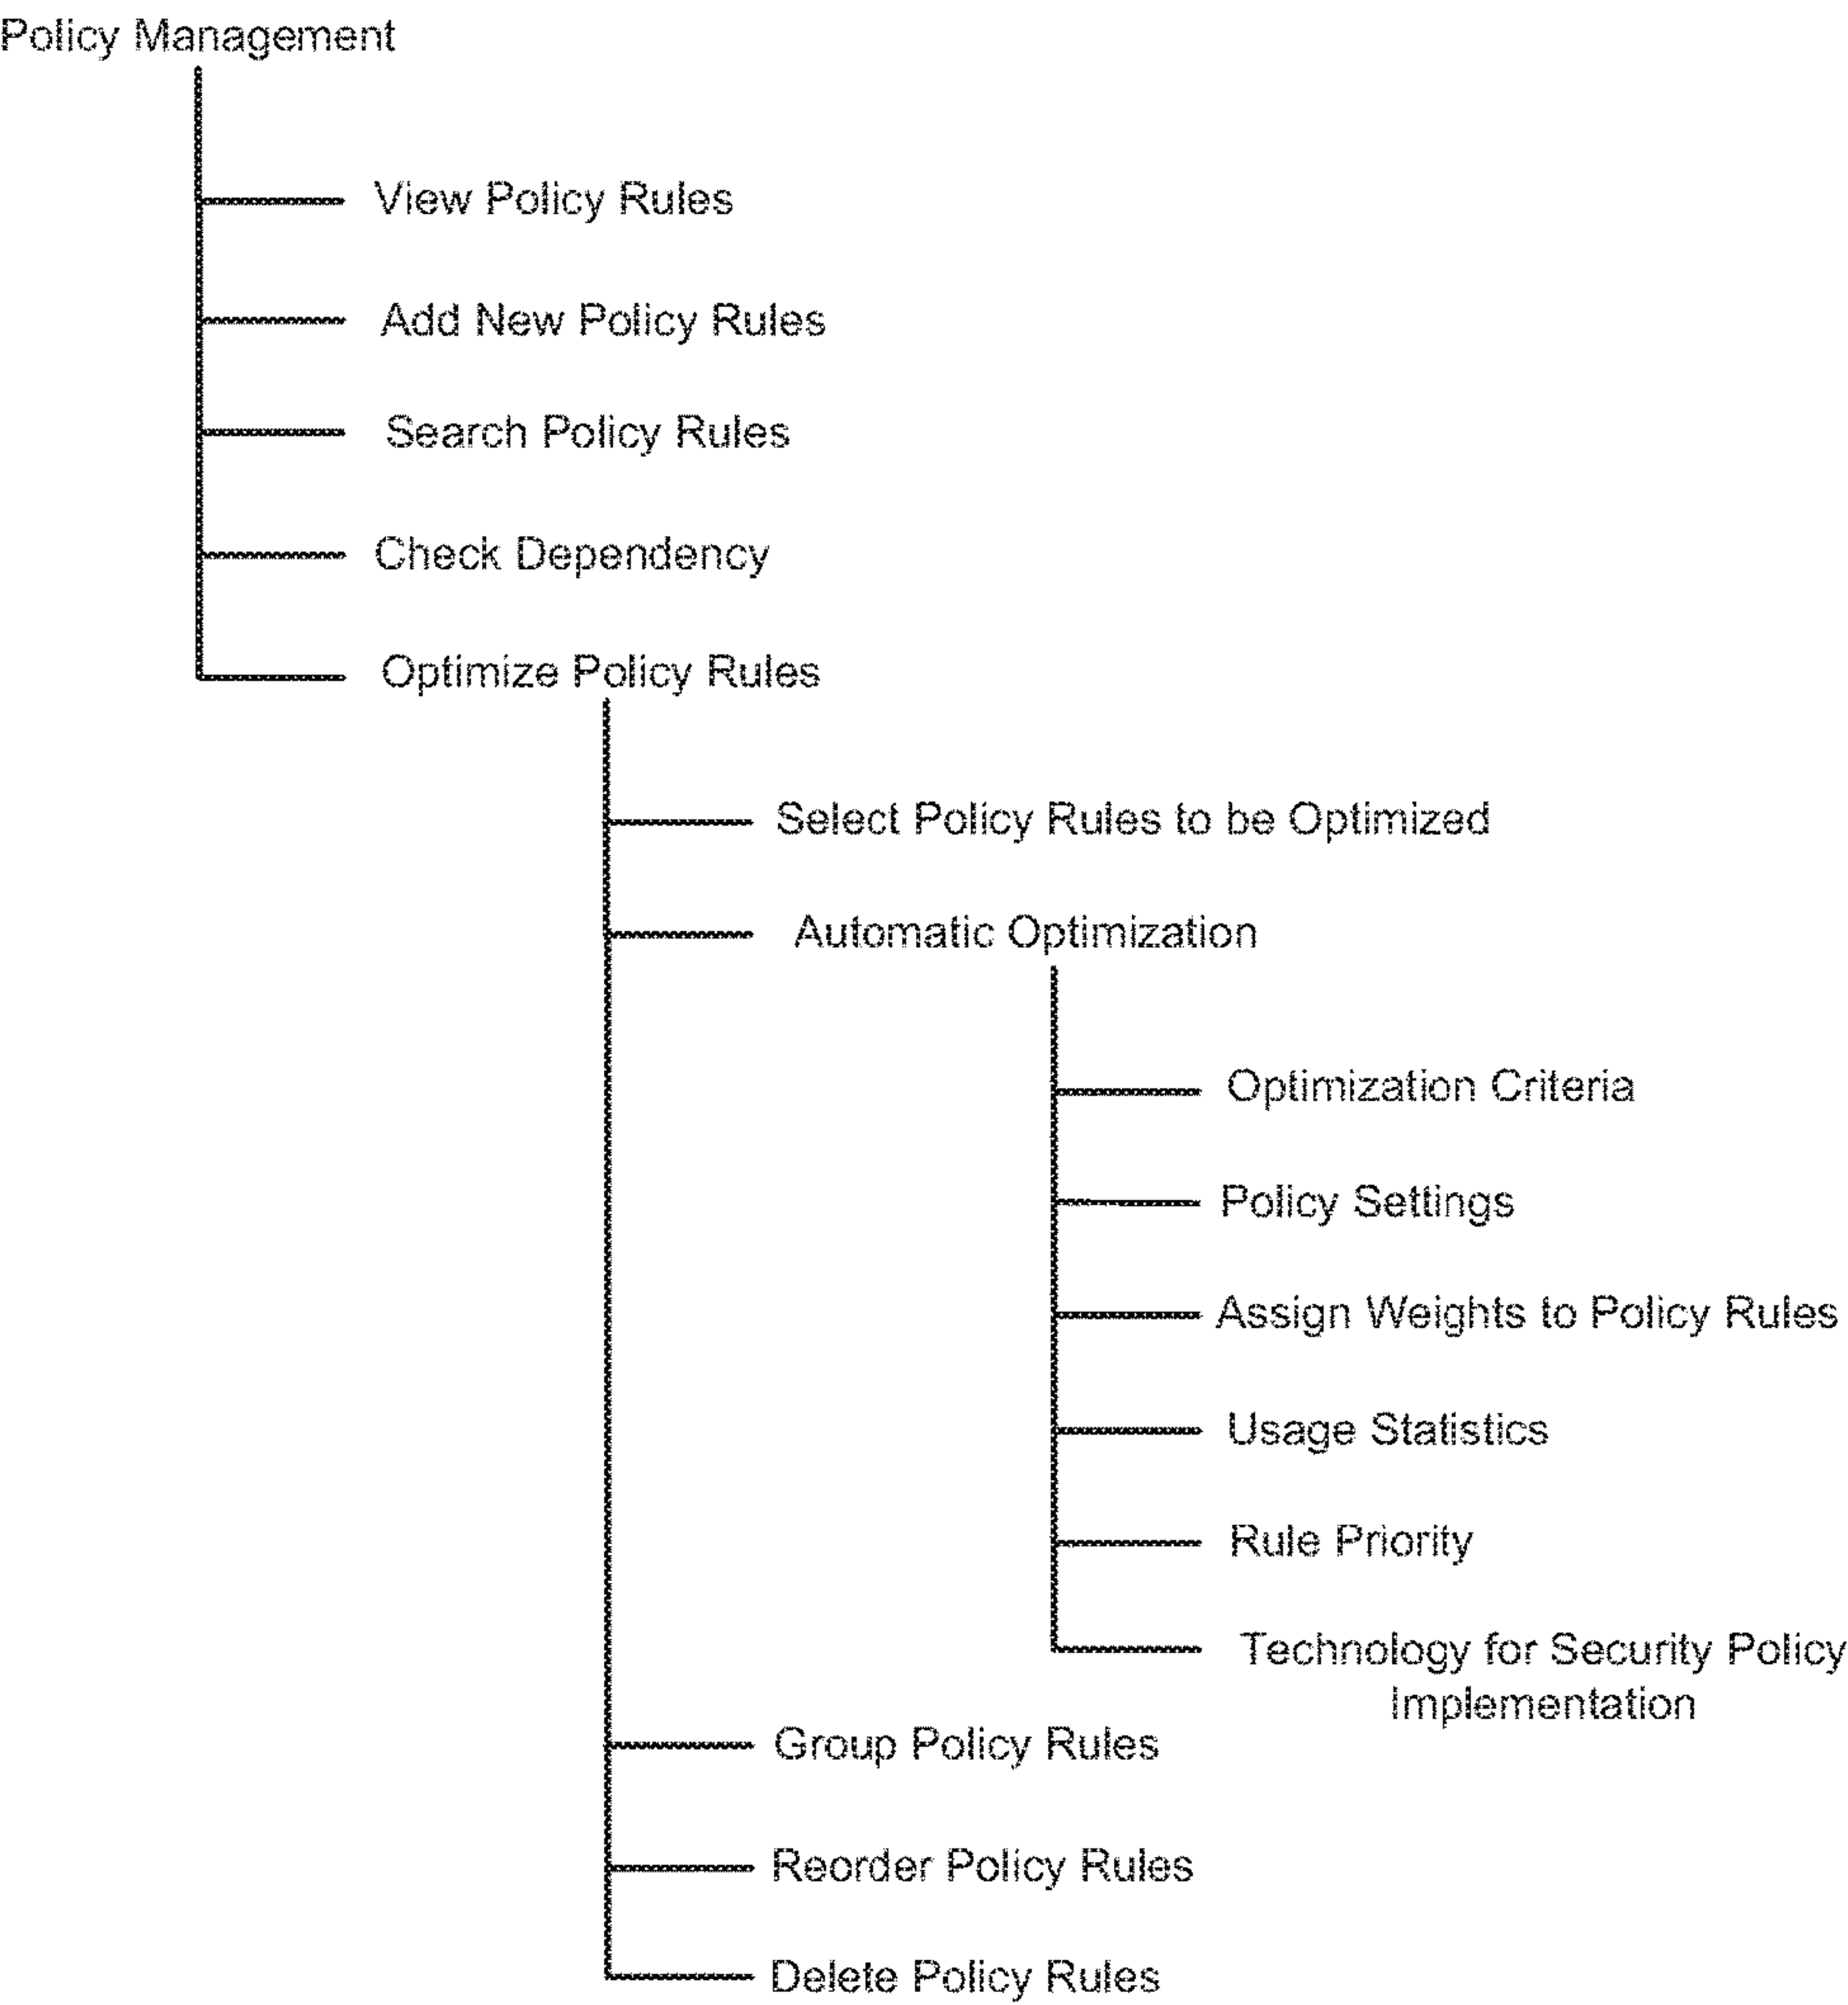 Policy Management
View Policy Rules
Add New Policy Rules
Search Policy Rules
Check Dependency
Optimize Policy Rules
Select Policy Rules to be Optimized
Automatic Optimization
Optimization Criteria
Policy Settings
Assign Weights to Policy Rules
Usage Statistics
Rule Priority
Technology for Security Policy
Implementation
Group Policy Rules
Reorder Policy Rules
Delete Policy Rules